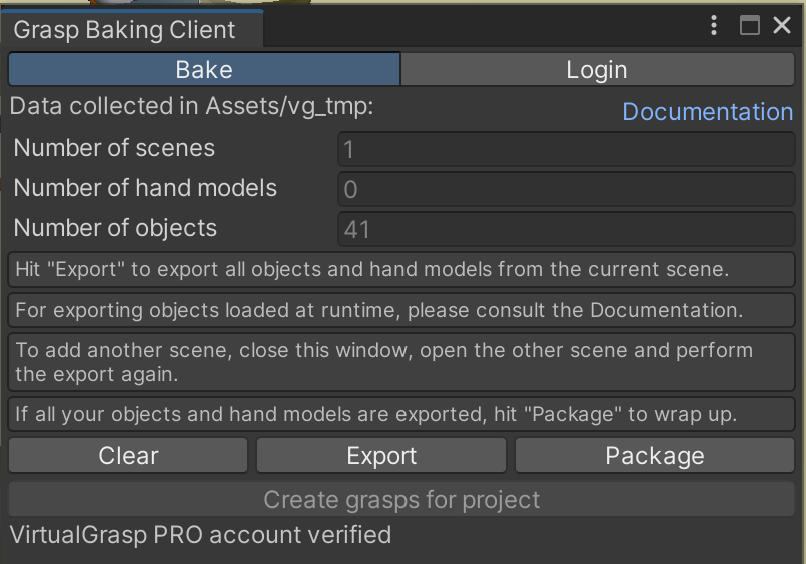 Grasp Baking Client
Bake
Login
Data collected in Assets/vg_tmp:
Documentation
Number of scenes
1
Number of hand models
0
Number of objects
41
Hit "Export" to export all objects and hand models from the current scene.
For exporting objects loaded at runtime, please consult the Documentation.
To add another scene, close this window, open the other scene and perform
the export again.
If all your objects and hand models are exported, hit "Package" to wrap up.
Clear
Export
Package
Create grasps for project
VirtualGrasp PRO account verified